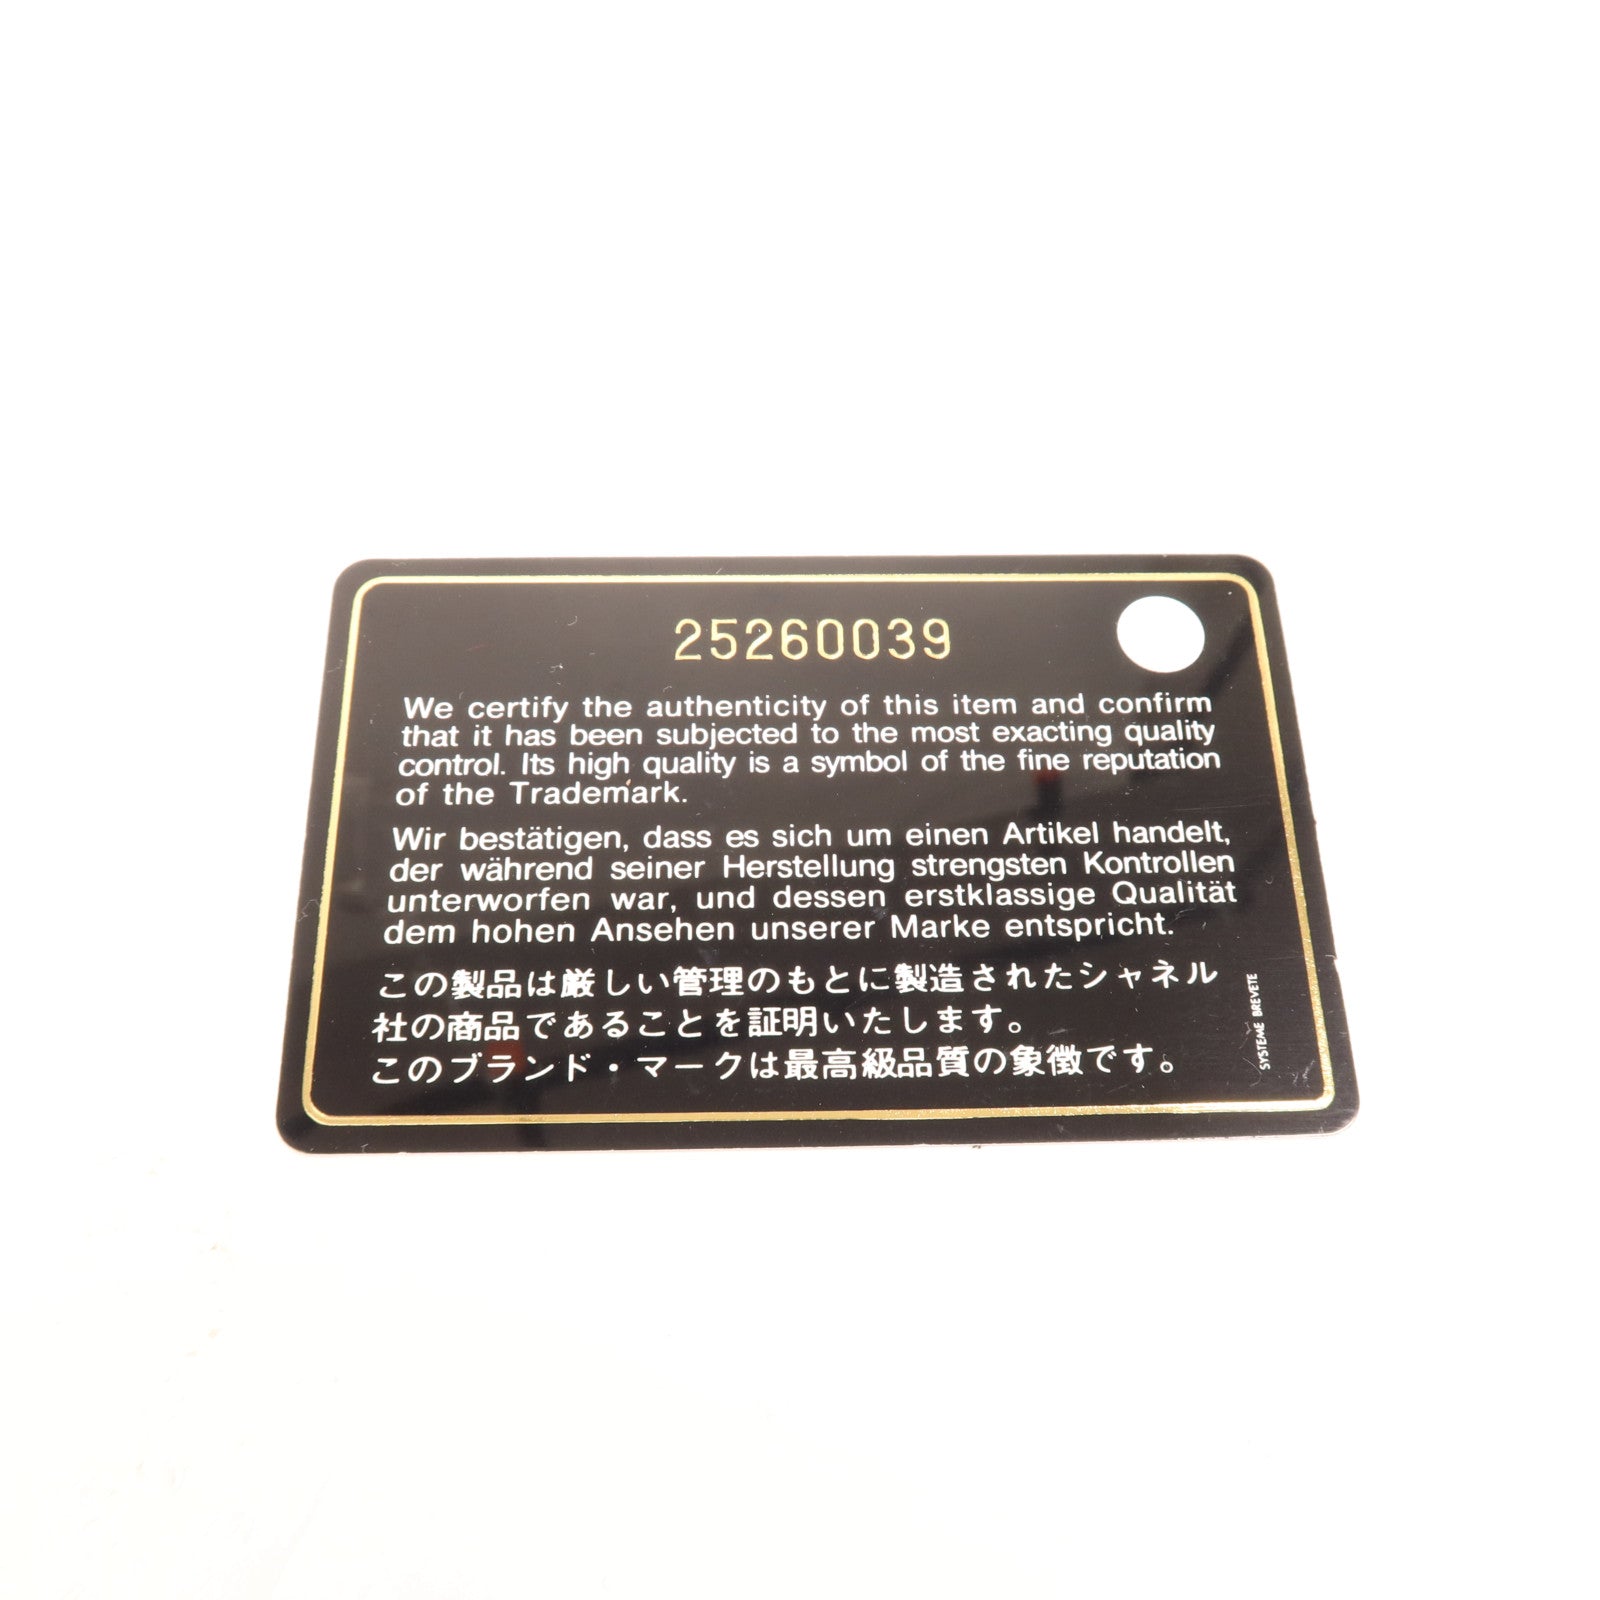 25260039
We certify the authenticity of this item and confirm
that it has been subjected to the most exacting quality
control. Its high quality is a symbol of the fine reputation
of the Trademark.
Wir bestätigen, dass es sich um einen Artikel handelt,
der während seiner Herstellung strengsten Kontrollen
unterworfen war, und dessen erstklassige Qualität
dem hohen Ansehen unserer Marke entspricht.
この製品は厳しい管理のもとに製造されたシャネル
社の商品であることを証明いたします。
このブランド・マークは最高級品質の象徴です。
SYSTEME BREVETE